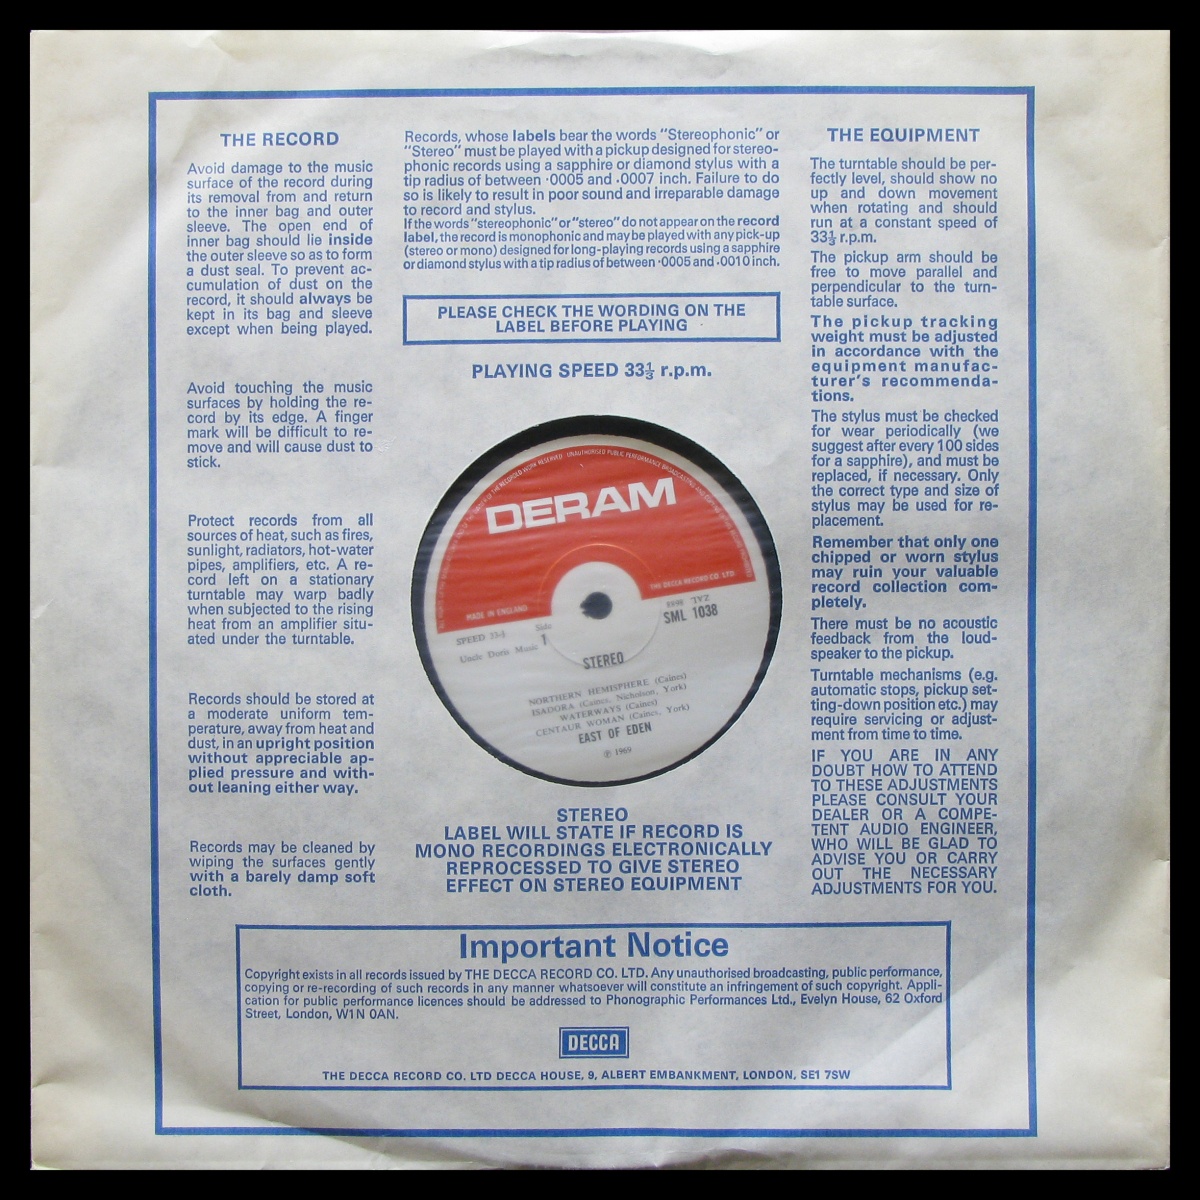 THE RECORD
Avoid damage to the music
surface of the record during
its removal from and return
to the inner bag and outer
sleeve. The open end of
inner bag should lie inside
the outer sleeve so as to form
a dust seal. To prevent ac-
cumulation of dust on the
record, it should always be
kept in its bag and sleeve
except when being played.
Avoid touching the music
surfaces by holding the re-
cord by its edge. A finger
mark will be difficult to re-
move and will cause dust to
stick.
Protect records from all
sources of heat, such as fires,
sunlight, radiators, hot-water
pipes, amplifiers, etc. A re-
cord left on a stationary
turntable may warp badly
when subjected to the rising
heat from an amplifier situ-
ated under the turntable.
Records should be stored at
a moderate uniform tem-
perature, away from heat and
dust, in an upright position
without appreciable ap-
plied pressure and with-
out leaning either way.
Records may be cleaned by
wiping the surfaces gently
with a barely damp soft
cloth.
Records, whose labels bear the words "Stereophonic" or
"Stereo" must be played with a pickup designed for stereo-
phonic records using a sapphire or diamond stylus with a
tip radius of between ·0005 and .0007 inch. Failure to do
so is likely to result in poor sound and irreparable damage
to record and stylus.
If the words "stereophonic" or "stereo" do not appear on the record
label, the record is monophonic and may be played with any pick-up
(stereo or mono) designed for long-playing records using a sapphire
or diamond stylus with a tip radius of between ·0005 and .0010 inch.
PLEASE CHECK THE WORDING ON THE
LABEL BEFORE PLAYING
PLAYING SPEED 33⅓ r.p.m.
DERAM
MADE IN ENGLAND
THE DECCA RECORD CO. LTD
SPEED 33⅓
Side
1
Uncle Doris Music
SML 1038
STEREO
NORTHERN HEMISPHERE (Caines)
ISADORA (Caines, Nicholson, York)
WATERWAYS (Caines)
CENTAUR WOMAN (Caines, York)
EAST OF EDEN
℗ 1969
STEREO
LABEL WILL STATE IF RECORD IS
MONO RECORDINGS ELECTRONICALLY
REPROCESSED TO GIVE STEREO
EFFECT ON STEREO EQUIPMENT
THE EQUIPMENT
The turntable should be per-
fectly level, should show no
up and down movement
when rotating and should
run at a constant speed of
33⅓ r.p.m.
The pickup arm should be
free to move parallel and
perpendicular to the turn-
table surface.
The pickup tracking
weight must be adjusted
in accordance with the
equipment manufac-
turer's recommenda-
tions.
The stylus must be checked
for wear periodically (we
suggest after every 100 sides
for a sapphire), and must be
replaced, if necessary. Only
the correct type and size of
stylus may be used for re-
placement.
Remember that only one
chipped or worn stylus
may ruin your valuable
record collection com-
pletely.
There must be no acoustic
feedback from the loud-
speaker to the pickup.
Turntable mechanisms (e.g.
automatic stops, pickup set-
ting-down position etc.) may
require servicing or adjust-
ment from time to time.
IF YOU ARE IN ANY
DOUBT HOW TO ATTEND
TO THESE ADJUSTMENTS
PLEASE CONSULT YOUR
DEALER OR A COMPE-
TENT AUDIO ENGINEER,
WHO WILL BE GLAD TO
ADVISE YOU OR CARRY
OUT THE NECESSARY
ADJUSTMENTS FOR YOU.
Important Notice
Copyright exists in all records issued by THE DECCA RECORD CO. LTD. Any unauthorised broadcasting, public performance,
copying or re-recording of such records in any manner whatsoever will constitute an infringement of such copyright. Appli-
cation for public performance licences should be addressed to Phonographic Performances Ltd., Evelyn House, 62 Oxford
Street, London, W1N 0AN.
DECCA
THE DECCA RECORD CO. LTD DECCA HOUSE, 9, ALBERT EMBANKMENT, LONDON, SE1 7SW